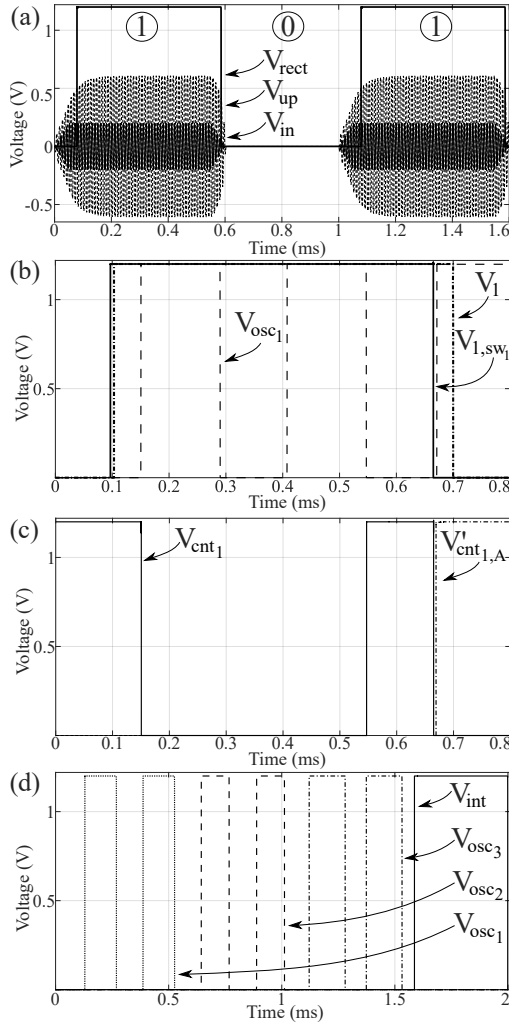 (a)
1 0 1
1
0.5
0
-0.5
Voltage (V)
V_rect
V_up
V_in
0 0.2 0.4 0.6 0.8 1.0 1.2 1.4 1.6
Time (ms)
(b)
1
0.5
Voltage (V)
V_osc1
V_1
V_1,sw1
0 0.1 0.2 0.3 0.4 0.5 0.6 0.7 0.8
Time (ms)
(c)
1
0.5
Voltage (V)
V_cnt1
V'_cnt1,A
0 0.1 0.2 0.3 0.4 0.5 0.6 0.7 0.8
Time (ms)
(d)
1
0.5
Voltage (V)
V_int
V_osc3
V_osc2
V_osc1
0 0.5 1 1.5 2
Time (ms)